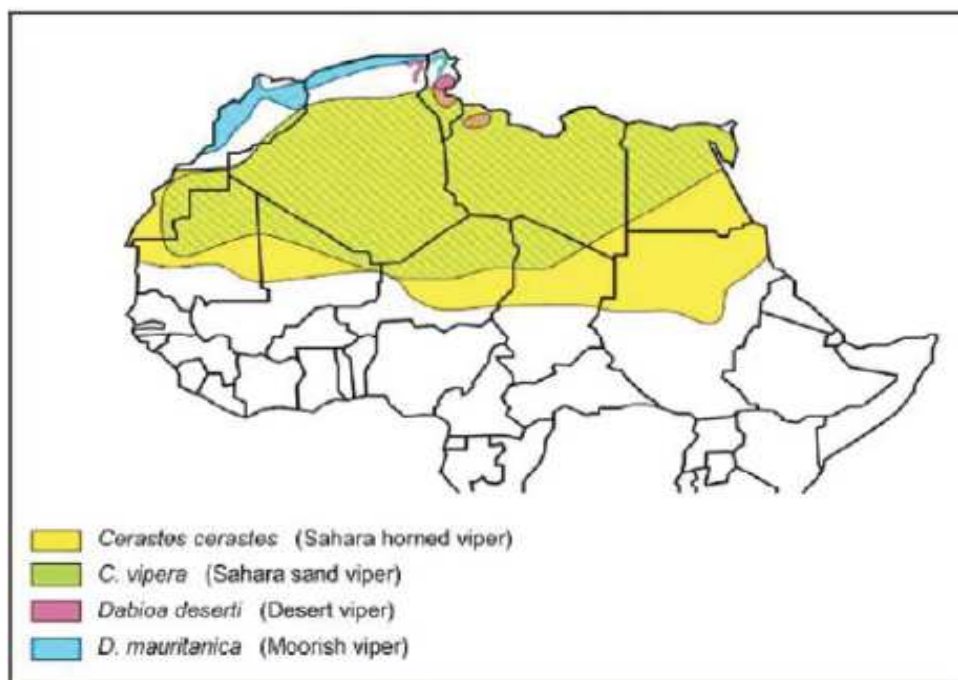 ? ?
Cerastes cerastes (Sahara horned viper)
C. vipera (Sahara sand viper)
Dabioa deserti (Desert viper)
D. mauritanica (Moorish viper)